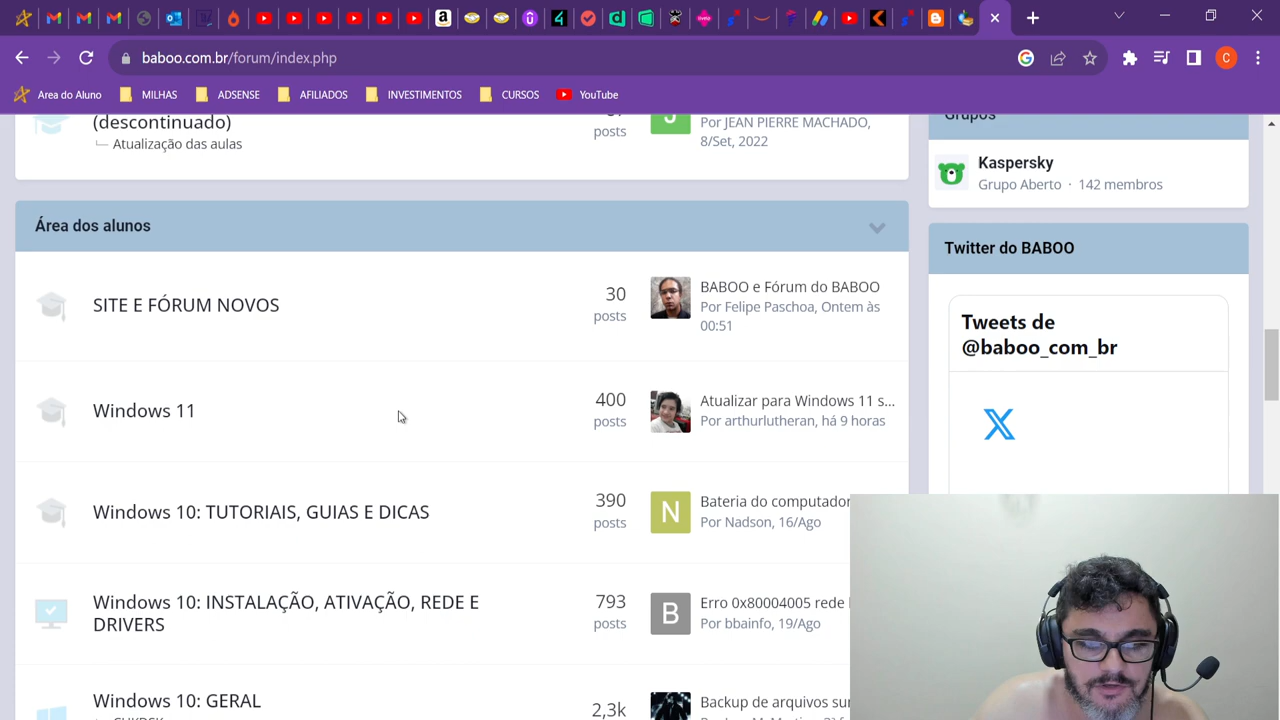 baboo.com.br/forum/index.php
C
Area do Aluno
MILHAS
ADSENSE
AFILIADOS
INVESTIMENTOS
CURSOS
YouTube
(descontinuado)
Atualização das aulas
posts
Por JEAN PIERRE MACHADO,
8/Set, 2022
Grupos
Kaspersky
Grupo Aberto · 142 membros
Área dos alunos
SITE E FÓRUM NOVOS
30
posts
BABOO e Fórum do BABOO
Por Felipe Paschoa, Ontem às
00:51
Windows 11
400
posts
Atualizar para Windows 11 s...
Por arthurlutheran, há 9 horas
Windows 10: TUTORIAIS, GUIAS E DICAS
390
posts
N
Bateria do computador
Por Nadson, 16/Ago
Windows 10: INSTALAÇÃO, ATIVAÇÃO, REDE E
DRIVERS
793
posts
B
Erro 0x80004005 rede
Por bbainfo, 19/Ago
Windows 10: GERAL
2,3k
Backup de arquivos
Twitter do BABOO
Tweets de
@baboo_com_br